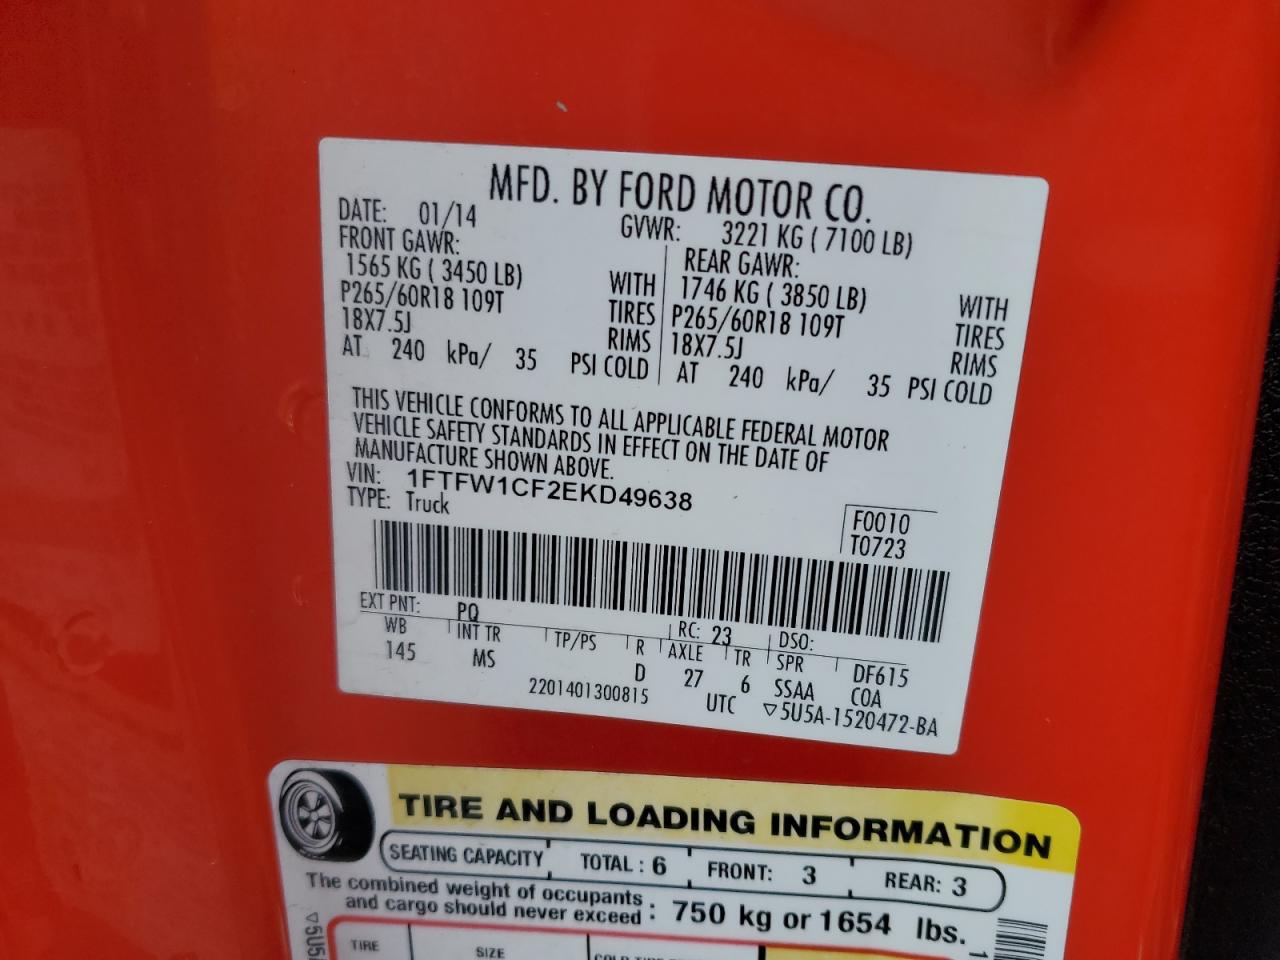 MFD. BY FORD MOTOR CO.
DATE: 01/14 GVWR: 3221 KG ( 7100 LB)
FRONT GAWR: REAR GAWR:
1565 KG ( 3450 LB) WITH 1746 KG ( 3850 LB) WITH
P265/60R18 109T TIRES P265/60R18 109T TIRES
18X7.5J RIMS 18X7.5J RIMS
AT 240 kPa/ 35 PSI COLD AT 240 kPa/ 35 PSI COLD
THIS VEHICLE CONFORMS TO ALL APPLICABLE FEDERAL MOTOR
VEHICLE SAFETY STANDARDS IN EFFECT ON THE DATE OF
MANUFACTURE SHOWN ABOVE.
VIN: 1FTFW1CF2EKD49638
TYPE: Truck
F0010
T0723
EXT PNT: PQ RC: 23 DSO:
WB INT TR TP/PS R AXLE TR SPR DF615
145 MS D 27 6 SSAA COA
2201401300815 UTC ▽5U5A-1520472-BA
TIRE AND LOADING INFORMATION
SEATING CAPACITY TOTAL : 6 FRONT: 3 REAR: 3
The combined weight of occupants
and cargo should never exceed : 750 kg or 1654 lbs.
TIRE SIZE